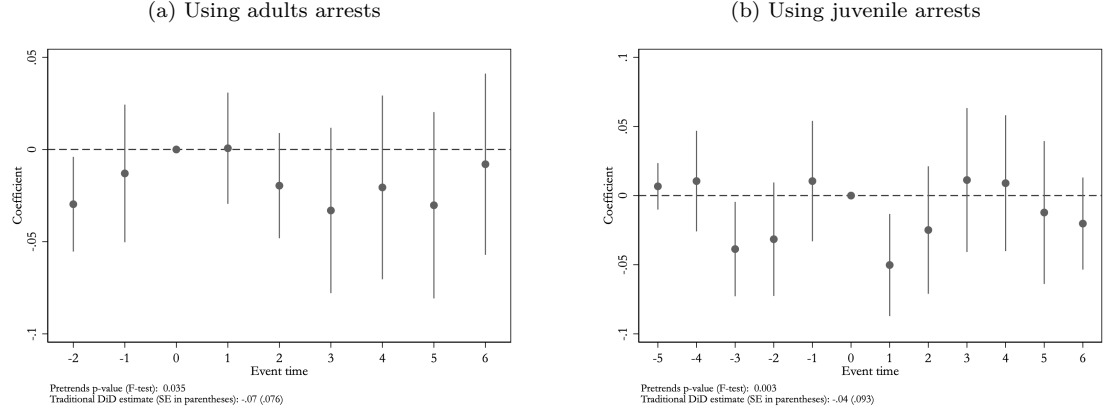 (a) Using adults arrests
.05
0
-.05
-.1
Coefficient
-2 -1 0 1 2 3 4 5 6
Event time
Pretrends p-value (F-test): 0.035
Traditional DiD estimate (SE in parentheses): -.07 (.076)
(b) Using juvenile arrests
.1
.05
0
-.05
-.1
Coefficient
-5 -4 -3 -2 -1 0 1 2 3 4 5 6
Event time
Pretrends p-value (F-test): 0.003
Traditional DiD estimate (SE in parentheses): -.04 (.093)